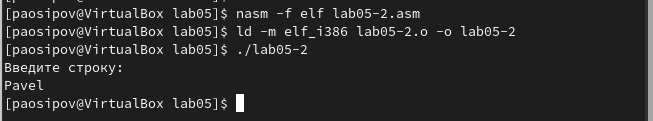 [paosipov@VirtualBox lab05]$ nasm -f elf lab05-2.asm
[paosipov@VirtualBox lab05]$ ld -m elf_i386 lab05-2.o -o lab05-2
[paosipov@VirtualBox lab05]$ ./lab05-2
Введите строку:
Pavel
[paosipov@VirtualBox lab05]$